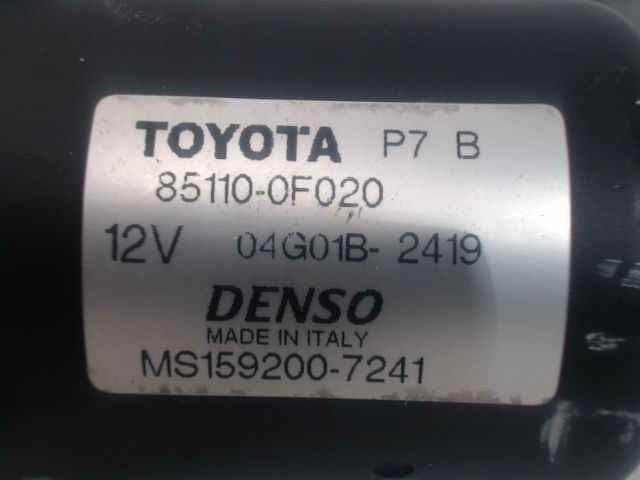 TOYOTA P7 B
85110-0F020
12V 04G01B- 2419
DENSO
MADE IN ITALY
MS159200-7241